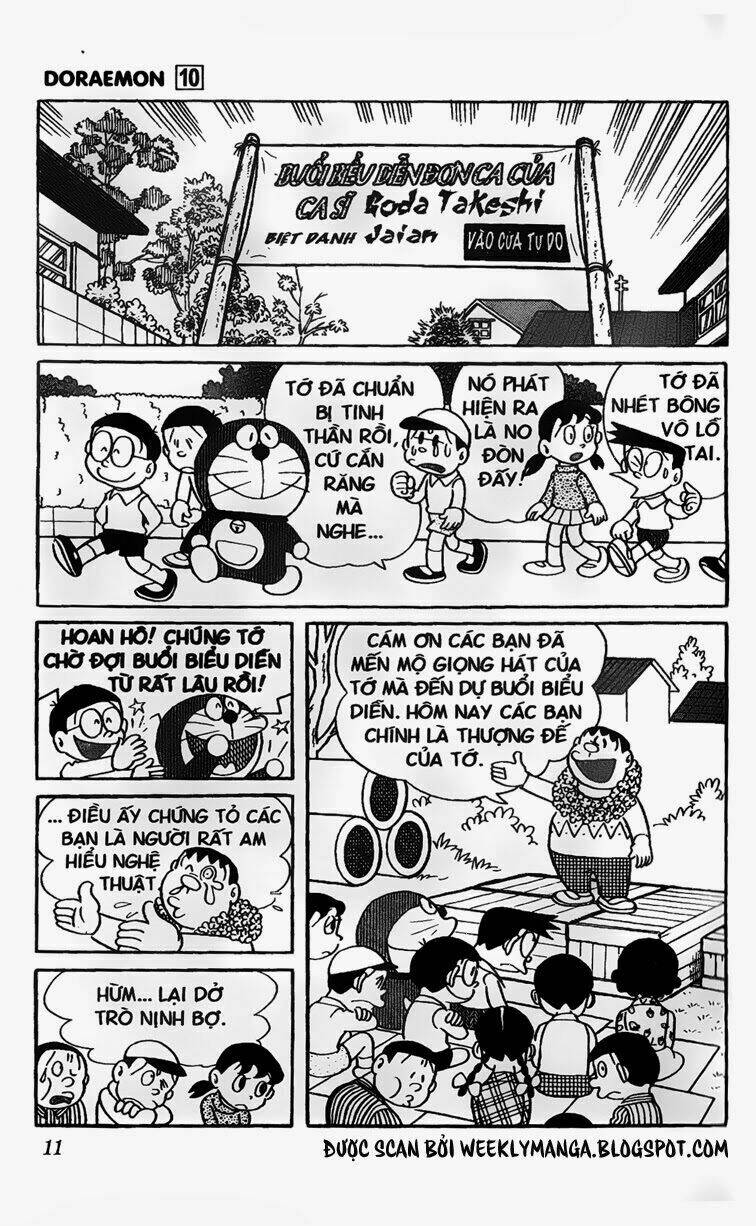 DORAEMON 10
BUỔI BIỂU DIỄN ĐƠN CA CỦA
CA SĨ Goda Takeshi
BIỆT DANH Jaian
VÀO CỬA TỰ DO
TỚ ĐÃ CHUẨN
BỊ TINH
THẦN RỒI,
CỨ CẮN
RĂNG
MÀ
NGHE...
NÓ PHÁT
HIỆN RA
LÀ NO
ĐÒN
ĐẤY!
TỚ ĐÃ
NHÉT BÔNG
VÔ LỖ
TAI.
HOAN HÔ! CHÚNG TỚ
CHỜ ĐỢI BUỔI BIỂU DIỄN
TỪ RẤT LÂU RỒI!
CÁM ƠN CÁC BẠN ĐÃ
MẾN MỘ GIỌNG HÁT CỦA
TỚ MÀ ĐẾN DỰ BUỔI BIỂU
DIỄN. HÔM NAY CÁC BẠN
CHÍNH LÀ THƯỢNG ĐẾ
CỦA TỚ.
... ĐIỀU ẤY CHỨNG TỎ CÁC
BẠN LÀ NGƯỜI RẤT AM
HIỂU NGHỆ
THUẬT.
HÙM... LẠI DỞ
TRÒ NỊNH BỢ.
11
ĐƯỢC SCAN BỞI WEEKLYMANGA.BLOGSPOT.COM